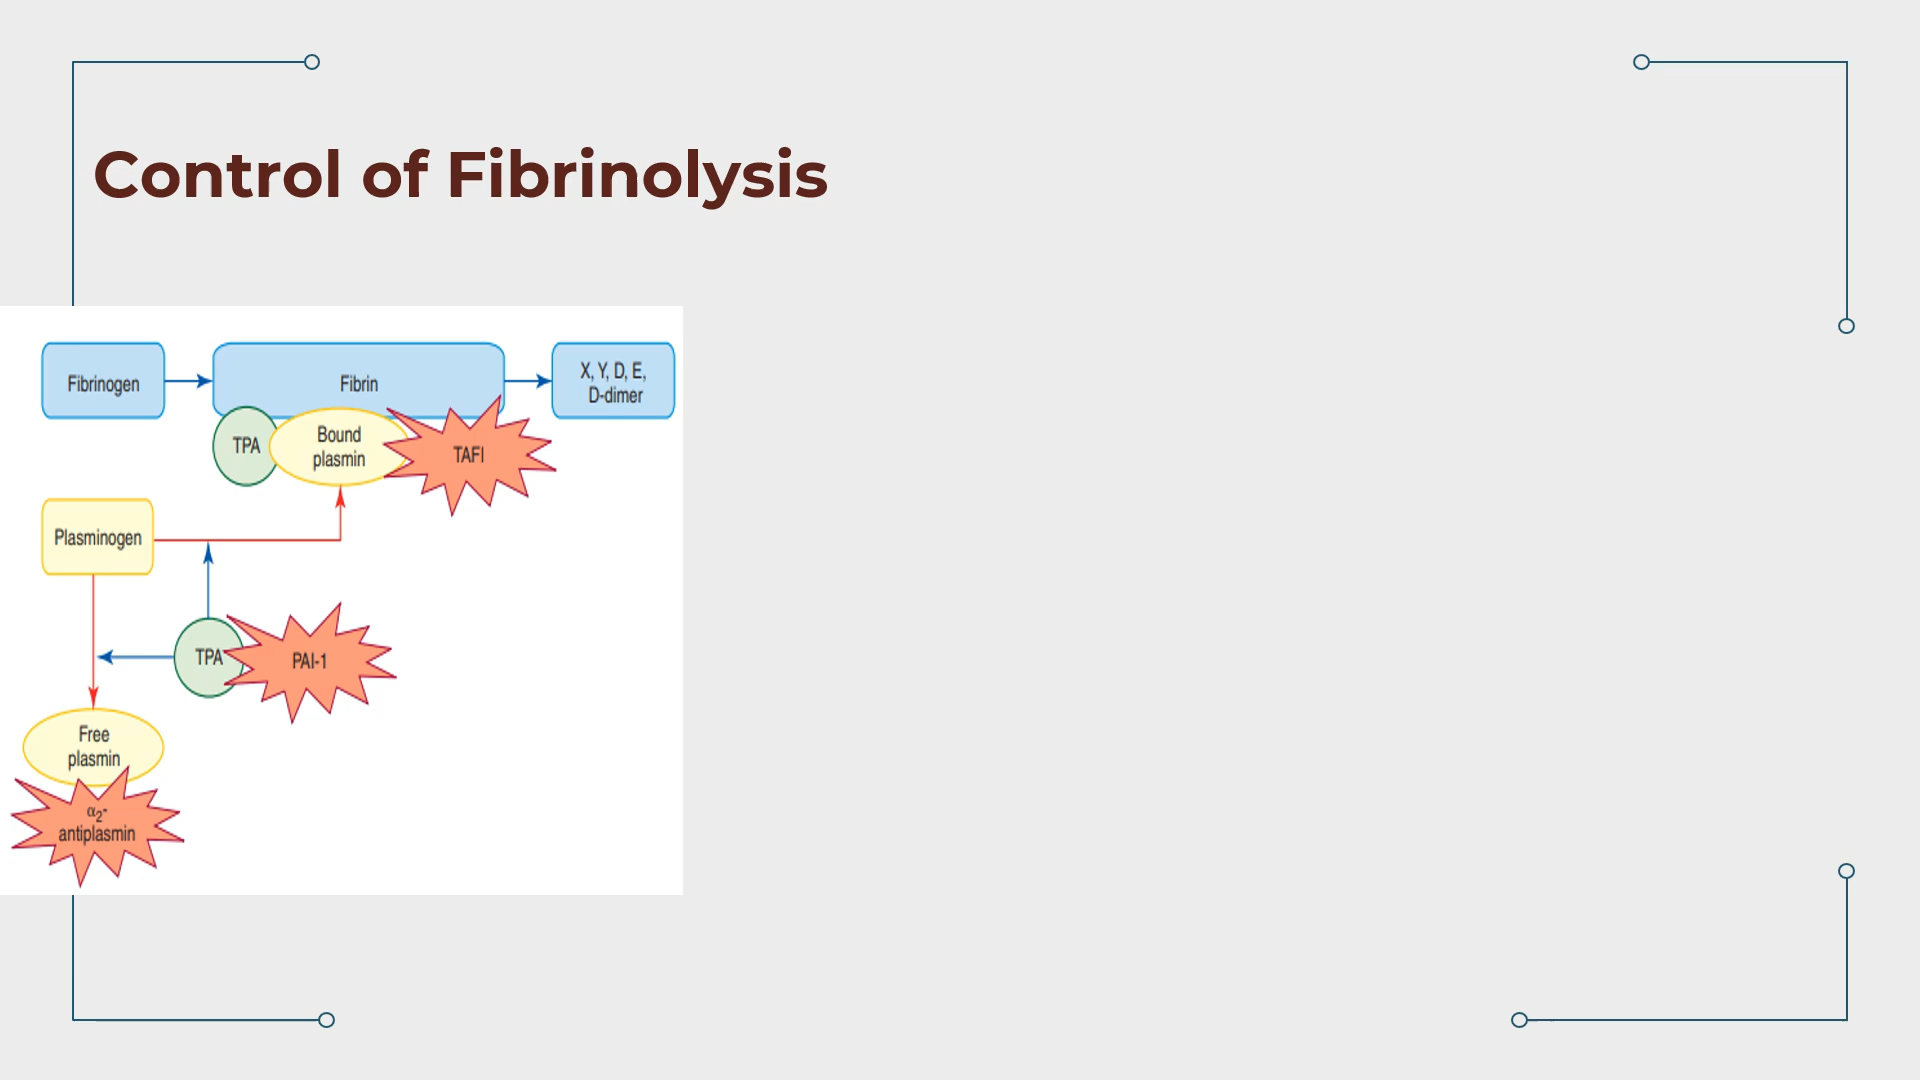 Control of Fibrinolysis
Fibrinogen
Fibrin
X, Y, D, E,
D-dimer
TPA
Bound
plasmin
TAFI
Plasminogen
TPA
PAI-1
Free
plasmin
α2-
antiplasmin